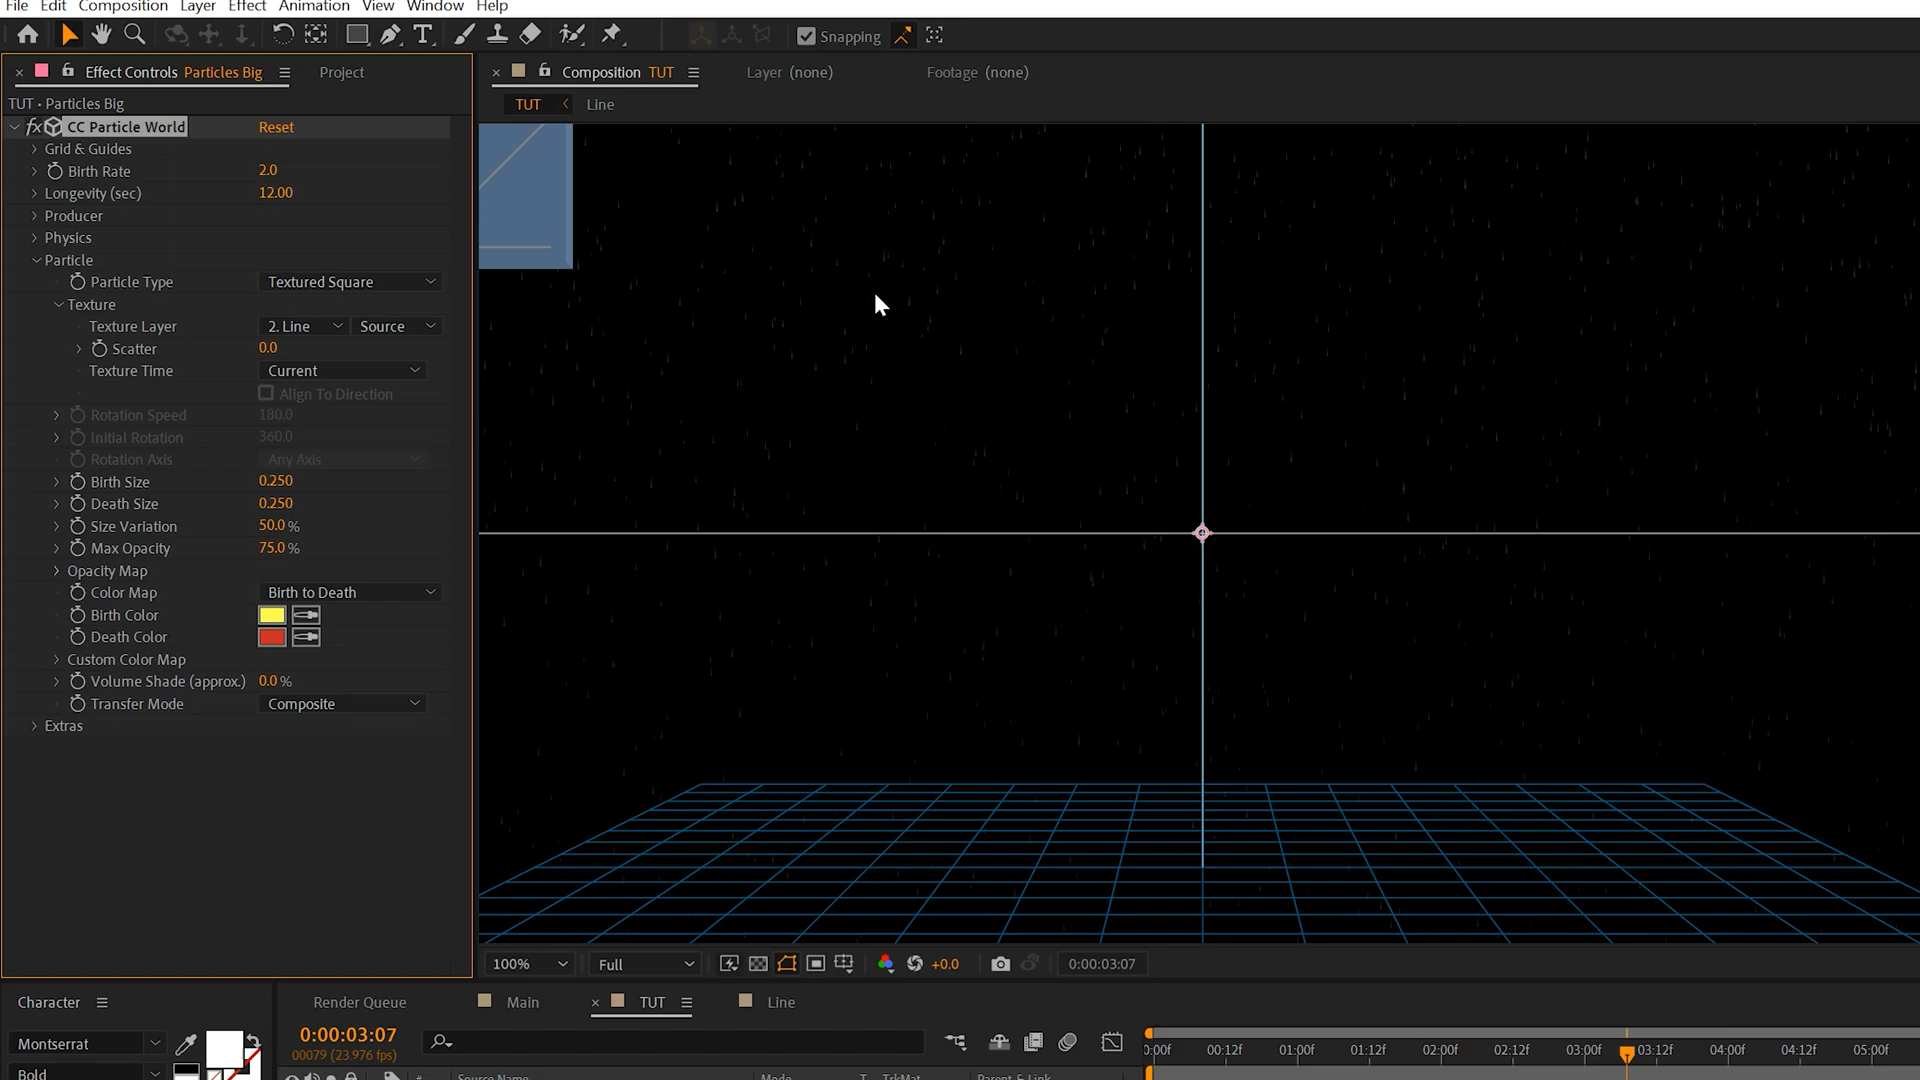 File Edit Composition Layer Effect Animation View Window Help
Snapping
Effect Controls Particles Big Project
Composition TUT Layer (none) Footage (none)
TUT Line
TUT • Particles Big
fx CC Particle World Reset
Grid & Guides
Birth Rate 2.0
Longevity (sec) 12.00
Producer
Physics
Particle
Particle Type Textured Square
Texture
Texture Layer 2. Line Source
Scatter 0.0
Texture Time Current
Align To Direction
Rotation Speed 180.0
Initial Rotation 360.0
Rotation Axis Any Axis
Birth Size 0.250
Death Size 0.250
Size Variation 50.0 %
Max Opacity 75.0 %
Opacity Map
Color Map Birth to Death
Birth Color
Death Color
Custom Color Map
Volume Shade (approx.) 0.0 %
Transfer Mode Composite
Extras
100% Full +0.0 0:00:03:07
Character Render Queue Main TUT Line
Montserrat 0:00:03:07
00079 (23.976 fps)
0:00f 00:12f 01:00f 01:12f 02:00f 02:12f 03:00f 03:12f 04:00f 04:12f 05:00f
Bold # Source Name Mode T TrkMat Parent & Link